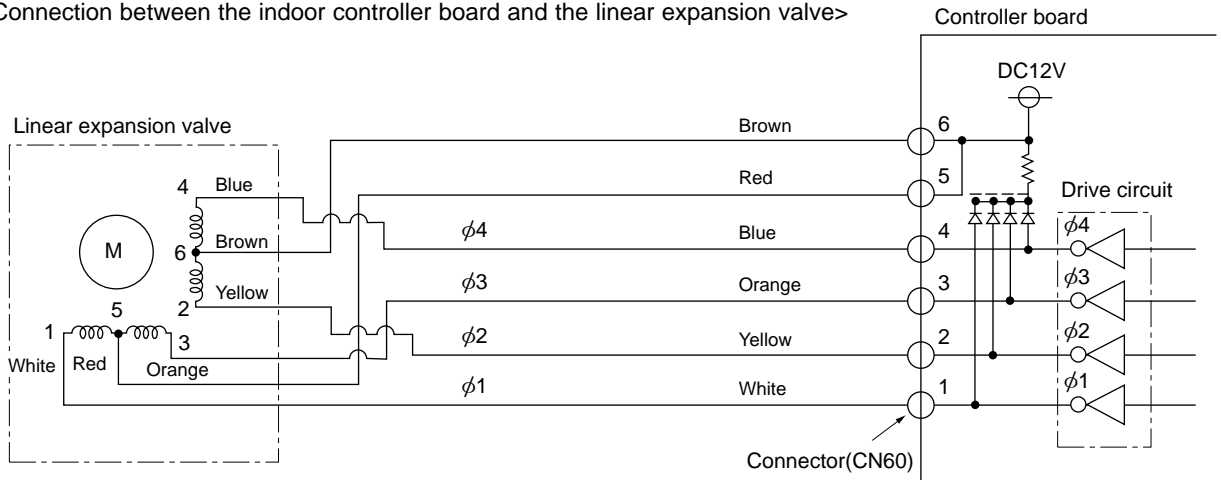 Connection between the indoor controller board and the linear expansion valve>
Controller board
DC12V
Linear expansion valve
Brown
6
Red
5
Drive circuit
4
Blue
ϕ4
Blue
4
ϕ4
M
6
Brown
ϕ3
Orange
3
ϕ3
Yellow
2
5
ϕ2
Yellow
2
ϕ2
1
3
White
Red
Orange
ϕ1
White
1
ϕ1
Connector(CN60)